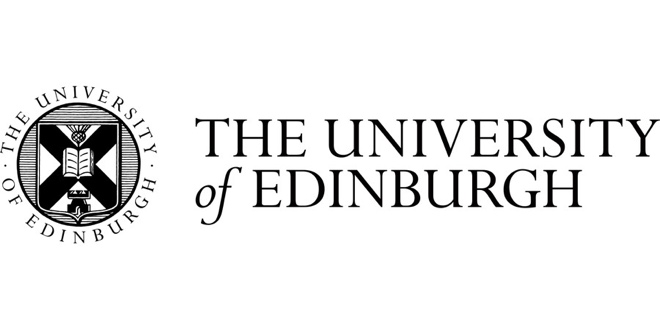 · THE UNIVERSITY ·
OF EDINBURGH
THE UNIVERSITY
of EDINBURGH